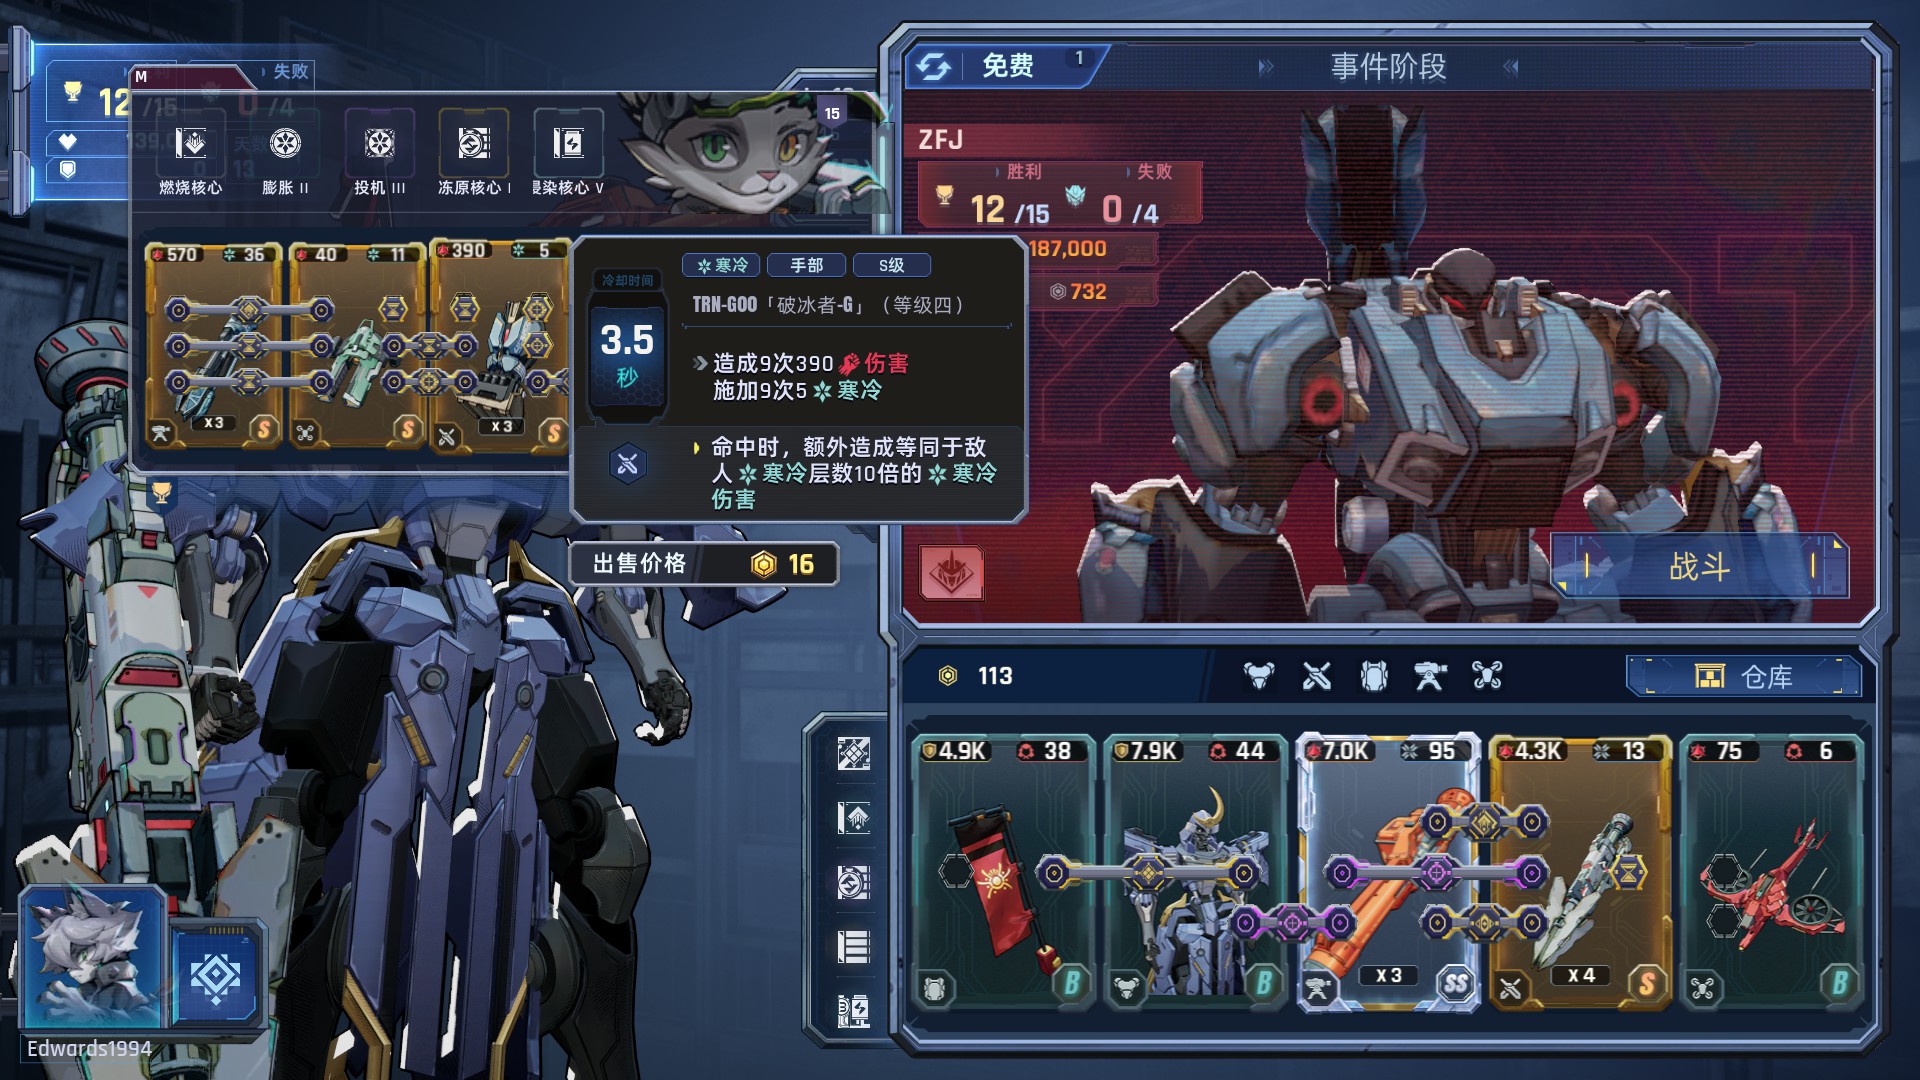 M
失败
12 /15
0 /4
139,0
天数
13
15
燃烧核心
膨胀 II
投机 III
冻原核心 I
浸染核心 V
570 36
40 11
390 5
x3 S
S
x3 S
冷却时间
3.5
秒
寒冷 手部 S级
TRN-G00「破冰者-G」（等级四）
造成9次390 伤害
施加9次5 寒冷
命中时，额外造成等同于敌
人 寒冷层数10倍的 寒冷
伤害
出售价格 16
免费 1
事件阶段
ZFJ
胜利 失败
12 /15 0 /4
187,000
732
战斗
113
仓库
4.9K 38
7.9K 44
7.0K 95
4.3K 13
75 6
B
B
x3 SS
x4 S
B
Edwards1994